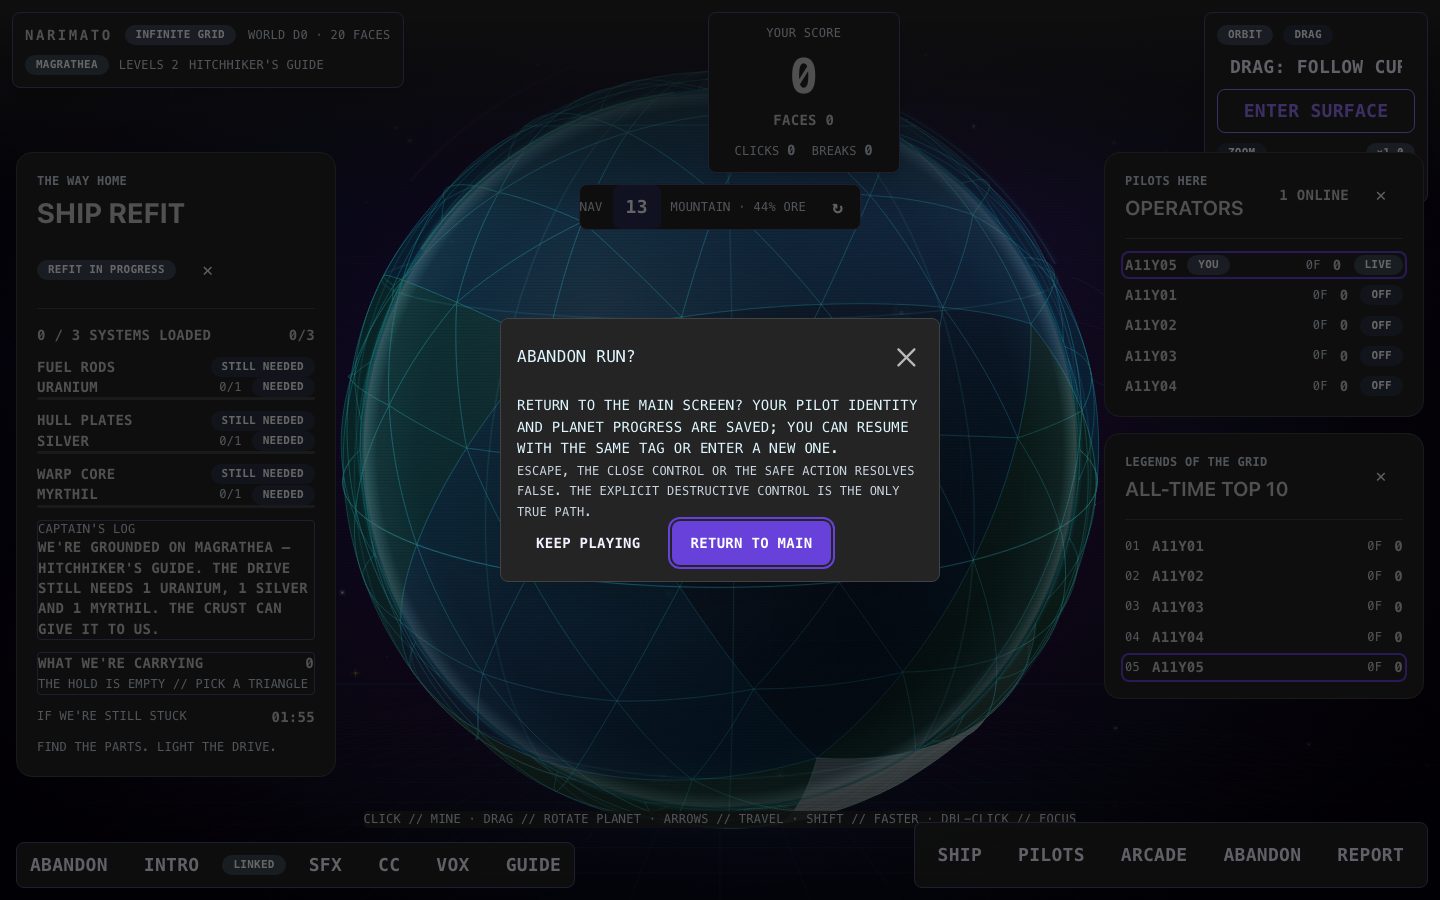 NARIMATO INFINITE GRID WORLD D0 · 20 FACES
MAGRATHEA LEVELS 2 HITCHHIKER'S GUIDE
YOUR SCORE
0
FACES 0
CLICKS 0 BREAKS 0
NAV 13 MOUNTAIN · 44% ORE ↻
ORBIT DRAG
DRAG: FOLLOW CUR
ENTER SURFACE
THE WAY HOME
SHIP REFIT
REFIT IN PROGRESS ×
0 / 3 SYSTEMS LOADED 0/3
FUEL RODS STILL NEEDED
URANIUM 0/1 NEEDED
HULL PLATES STILL NEEDED
SILVER 0/1 NEEDED
WARP CORE STILL NEEDED
MYRTHIL 0/1 NEEDED
CAPTAIN'S LOG
WE'RE GROUNDED ON MAGRATHEA —
HITCHHIKER'S GUIDE. THE DRIVE
STILL NEEDS 1 URANIUM, 1 SILVER
AND 1 MYRTHIL. THE CRUST CAN
GIVE IT TO US.
WHAT WE'RE CARRYING 0
THE HOLD IS EMPTY // PICK A TRIANGLE
IF WE'RE STILL STUCK 01:55
FIND THE PARTS. LIGHT THE DRIVE.
ABANDON RUN?
RETURN TO THE MAIN SCREEN? YOUR PILOT IDENTITY
AND PLANET PROGRESS ARE SAVED; YOU CAN RESUME
WITH THE SAME TAG OR ENTER A NEW ONE.
ESCAPE, THE CLOSE CONTROL OR THE SAFE ACTION RESOLVES
FALSE. THE EXPLICIT DESTRUCTIVE CONTROL IS THE ONLY
TRUE PATH.
KEEP PLAYING RETURN TO MAIN
PILOTS HERE
OPERATORS 1 ONLINE ×
A11Y05 YOU 0F 0 LIVE
A11Y01 0F 0 OFF
A11Y02 0F 0 OFF
A11Y03 0F 0 OFF
A11Y04 0F 0 OFF
LEGENDS OF THE GRID
ALL-TIME TOP 10 ×
01 A11Y01 0F 0
02 A11Y02 0F 0
03 A11Y03 0F 0
04 A11Y04 0F 0
05 A11Y05 0F 0
CLICK // MINE · DRAG // ROTATE PLANET · ARROWS // TRAVEL · SHIFT // FASTER · DBL-CLICK // FOCUS
ABANDON INTRO LINKED SFX CC VOX GUIDE
SHIP PILOTS ARCADE ABANDON REPORT